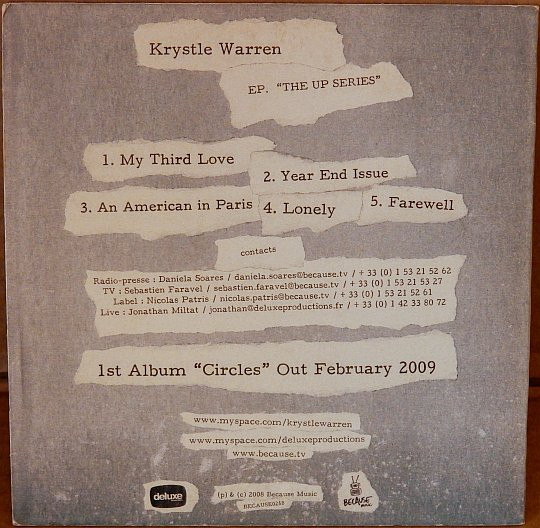 Krystle Warren
EP. "THE UP SERIES"
1. My Third Love
2. Year End Issue
3. An American in Paris
4. Lonely
5. Farewell
contacts
Radio-presse : Daniela Soares / daniela.soares@because.tv / + 33 (0) 1 53 21 52 62
TV : Sebastien Faravel / sebastien.faravel@because.tv / + 33 (0) 1 53 21 53 27
Label : Nicolas Patris / nicolas.patris@because.tv / + 33 (0) 1 53 21 52 61
Live : Jonathan Miltat / jonathan@deluxeproductions.fr / + 33 (0) 1 42 33 80 72
1st Album "Circles" Out February 2009
www.myspace.com/krystlewarren
www.myspace.com/deluxeproductions
www.because.tv
deluxe
(p) & (c) 2008 Because Music
BECAUSE
MUSIC